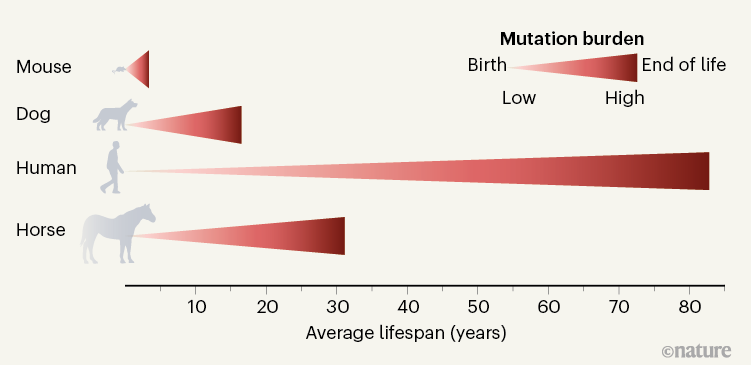 Mutation burden
Birth End of life
Low High
Mouse
Dog
Human
Horse
10 20 30 40 50 60 70 80
Average lifespan (years)
©nature